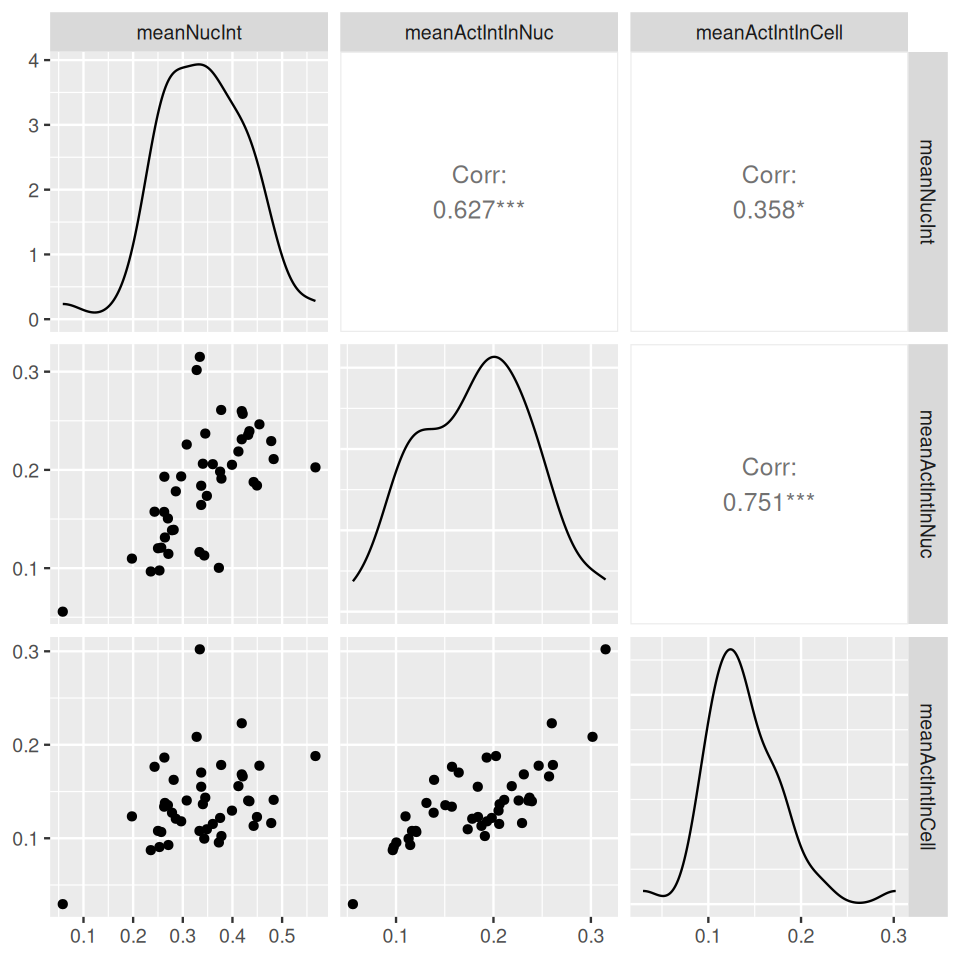 meanNucInt
meanActIntInNuc
meanActIntInCell
4
3
2
1
0
Corr:
0.627***
Corr:
0.358*
meanNucInt
0.3
0.2
0.1
Corr:
0.751***
meanActIntInNuc
0.3
0.2
0.1
meanActIntInCell
0.1 0.2 0.3 0.4 0.5
0.1 0.2 0.3
0.1 0.2 0.3